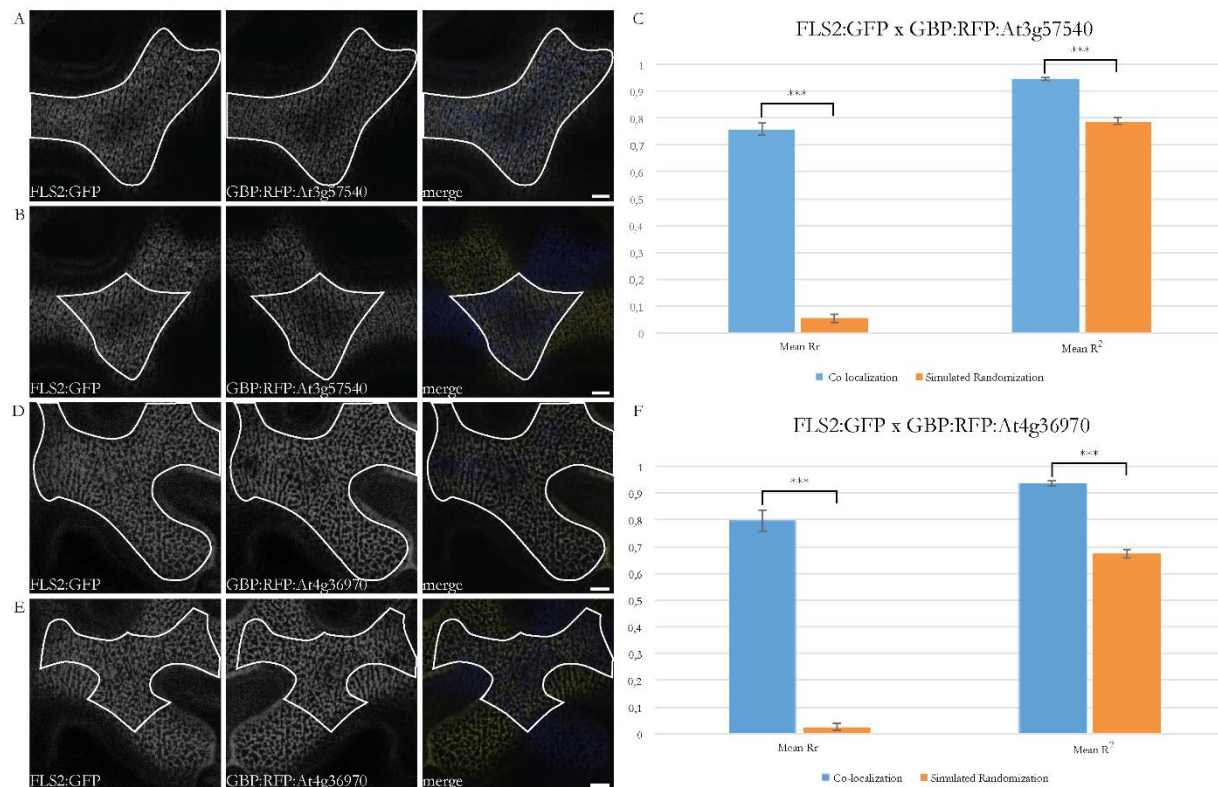 A
FLS2:GFP
GBP:RFP:At3g57540
merge
B
FLS2:GFP
GBP:RFP:At3g57540
merge
C
FLS2:GFP x GBP:RFP:At3g57540
1
0,9
0,8
0,7
0,6
0,5
0,4
0,3
0,2
0,1
0
***
***
Mean Rr
Mean R²
Co-localization
Simulated Randomization
D
FLS2:GFP
GBP:RFP:At4g36970
merge
E
FLS2:GFP
GBP:RFP:At4g36970
merge
F
FLS2:GFP x GBP:RFP:At4g36970
1
0,9
0,8
0,7
0,6
0,5
0,4
0,3
0,2
0,1
0
***
***
Mean Rr
Mean R²
Co-localization
Simulated Randomization